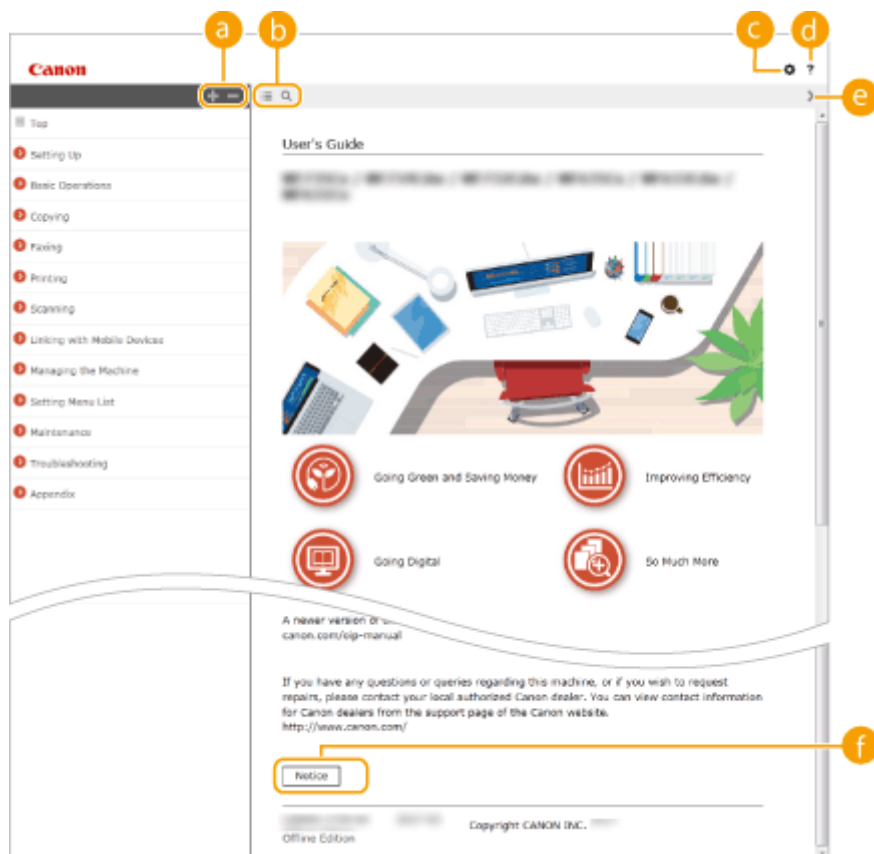 a
b
c
d
Canon
?
e
Top
User's Guide
Setting Up
Basic Operations
Copying
Faxing
Printing
Scanning
Linking with Mobile Devices
Managing the Machine
Setting Menu List
Maintenance
Troubleshooting
Appendix
Going Green and Saving Money
Improving Efficiency
Going Digital
So Much More
A newer version
canon.com/oip-manual
If you have any questions or queries regarding this machine, or if you wish to request
repairs, please contact your local authorized Canon dealer. You can view contact information
for Canon dealers from the support page of the Canon website.
http://www.canon.com/
f
Notice
Copyright CANON INC.
Offline Edition